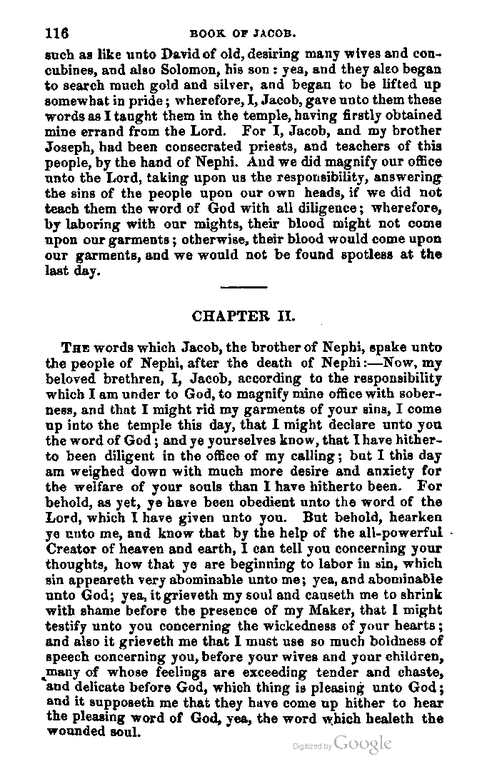 116 BOOK OF JACOB.
such as like unto David of old, desiring many wives and con-
cubines, and also Solomon, his son: yea, and they also began
to search much gold and silver, and began to be lifted up
somewhat in pride; wherefore, I, Jacob, gave unto them these
words as I taught them in the temple, having firstly obtained
mine errand from the Lord. For I, Jacob, and my brother
Joseph, had been consecrated priests, and teachers of this
people, by the hand of Nephi. And we did magnify our office
unto the Lord, taking upon us the responsibility, answering
the sins of the people upon our own heads, if we did not
teach them the word of God with all diligence; wherefore,
by laboring with our mights, their blood might not come
upon our garments; otherwise, their blood would come upon
our garments, and we would not be found spotless at the
last day.
CHAPTER II.
THE words which Jacob, the brother of Nephi, spake unto
the people of Nephi, after the death of Nephi:—Now, my
beloved brethren, I, Jacob, according to the responsibility
which I am under to God, to magnify mine office with sober-
ness, and that I might rid my garments of your sins, I come
up into the temple this day, that I might declare unto you
the word of God; and ye yourselves know, that I have hither-
to been diligent in the office of my calling; but I this day
am weighed down with much more desire and anxiety for
the welfare of your souls than I have hitherto been. For
behold, as yet, ye have been obedient unto the word of the
Lord, which I have given unto you. But behold, hearken
ye unto me, and know that by the help of the all-powerful
Creator of heaven and earth, I can tell you concerning your
thoughts, how that ye are beginning to labor in sin, which
sin appeareth very abominable unto me; yea, and abominable
unto God; yea, it grieveth my soul and causeth me to shrink
with shame before the presence of my Maker, that I might
testify unto you concerning the wickedness of your hearts;
and also it grieveth me that I must use so much boldness of
speech concerning you, before your wives and your children,
many of whose feelings are exceeding tender and chaste,
and delicate before God, which thing is pleasing unto God;
and it supposeth me that they have come up hither to hear
the pleasing word of God, yea, the word which healeth the
wounded soul.
Digitized by Google